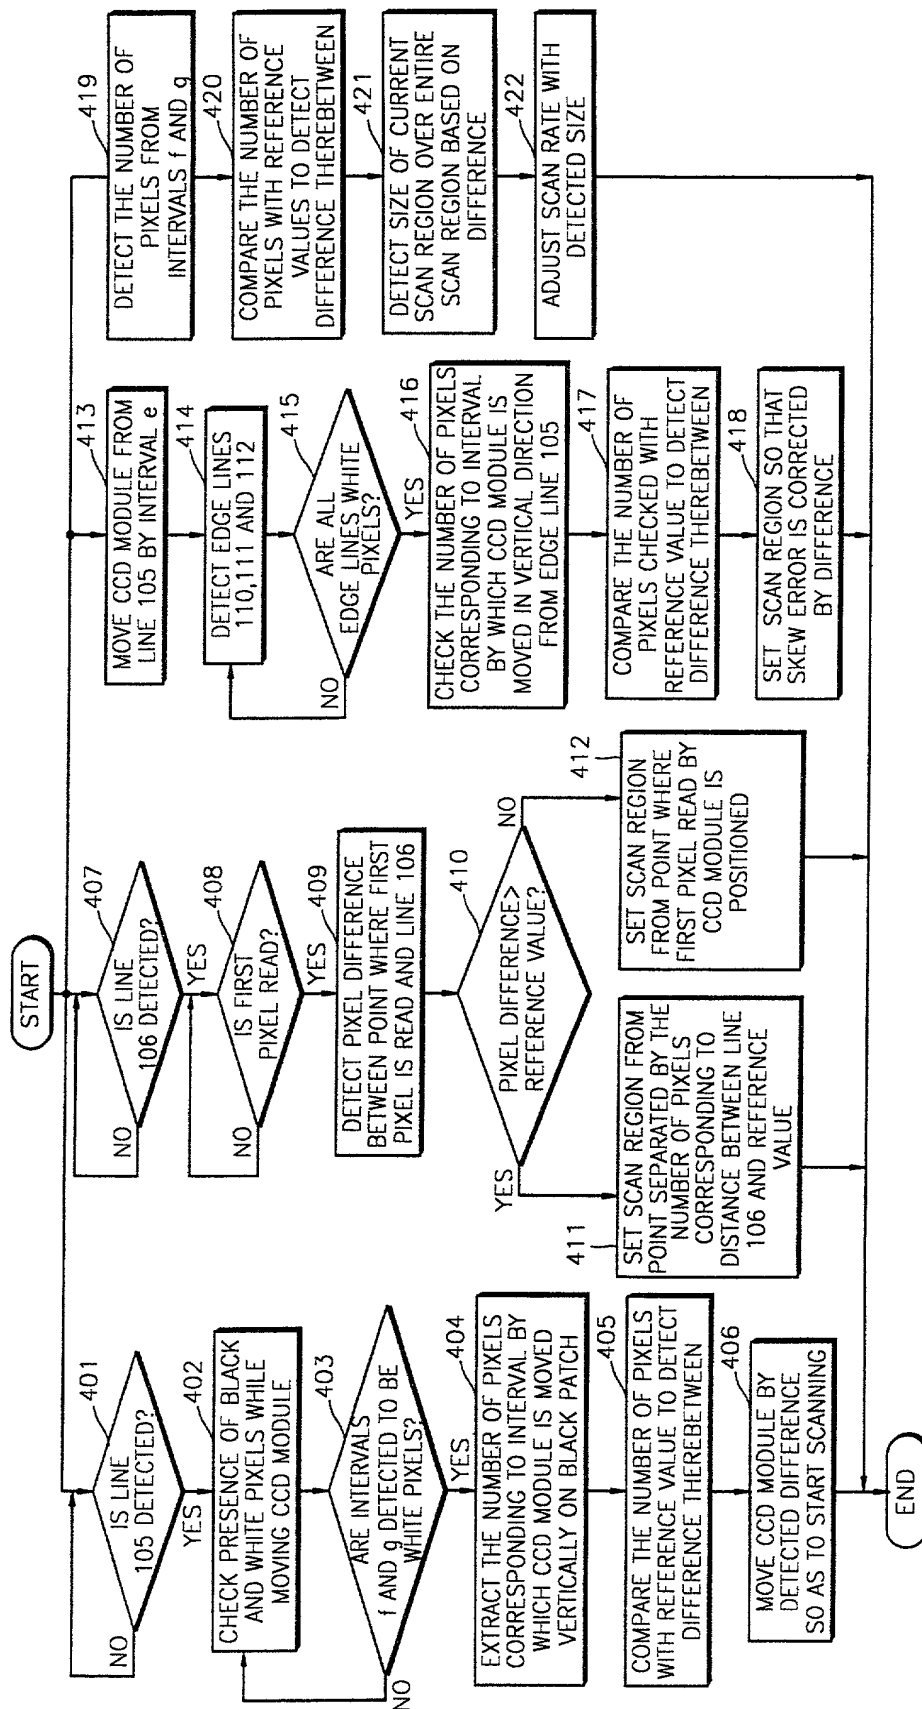 START
401
IS LINE
105 DETECTED?
NO
YES
402
CHECK PRESENCE OF BLACK
AND WHITE PIXELS WHILE
MOVING CCD MODULE
403
ARE INTERVALS
f AND g DETECTED TO BE
WHITE PIXELS?
NO
YES
404
EXTRACT THE NUMBER OF PIXELS
CORRESPONDING TO INTERVAL BY
WHICH CCD MODULE IS MOVED
VERTICALLY ON BLACK PATCH
405
COMPARE THE NUMBER OF PIXELS
WITH REFERENCE VALUE TO DETECT
DIFFERENCE THEREBETWEEN
406
MOVE CCD MODULE BY
DETECTED DIFFERENCE
SO AS TO START SCANNING
407
IS LINE
106 DETECTED?
NO
YES
408
IS FIRST
PIXEL READ?
NO
YES
409
DETECT PIXEL DIFFERENCE
BETWEEN POINT WHERE FIRST
PIXEL IS READ AND LINE 106
410
PIXEL DIFFERENCE>
REFERENCE VALUE?
YES
NO
411
SET SCAN REGION FROM
POINT SEPARATED BY THE
NUMBER OF PIXELS
CORRESPONDING TO
DISTANCE BETWEEN LINE
106 AND REFERENCE
VALUE
412
SET SCAN REGION
FROM POINT WHERE
FIRST PIXEL READ BY
CCD MODULE IS
POSITIONED
413
MOVE CCD MODULE FROM
LINE 105 BY INTERVAL e
414
DETECT EDGE LINES
110,111 AND 112
415
ARE ALL
EDGE LINES WHITE
PIXELS?
NO
YES
416
CHECK THE NUMBER OF PIXELS
CORRESPONDING TO INTERVAL
BY WHICH CCD MODULE IS
MOVED IN VERTICAL DIRECTION
FROM EDGE LINE 105
417
COMPARE THE NUMBER OF
PIXELS CHECKED WITH
REFERENCE VALUE TO DETECT
DIFFERENCE THEREBETWEEN
418
SET SCAN REGION SO THAT
SKEW ERROR IS CORRECTED
BY DIFFERENCE
419
DETECT THE NUMBER OF
PIXELS FROM
INTERVALS f AND g
420
COMPARE THE NUMBER OF
PIXELS WITH REFERENCE
VALUES TO DETECT
DIFFERENCE THEREBETWEEN
421
DETECT SIZE OF CURRENT
SCAN REGION OVER ENTIRE
SCAN REGION BASED ON
DIFFERENCE
422
ADJUST SCAN RATE WITH
DETECTED SIZE
END